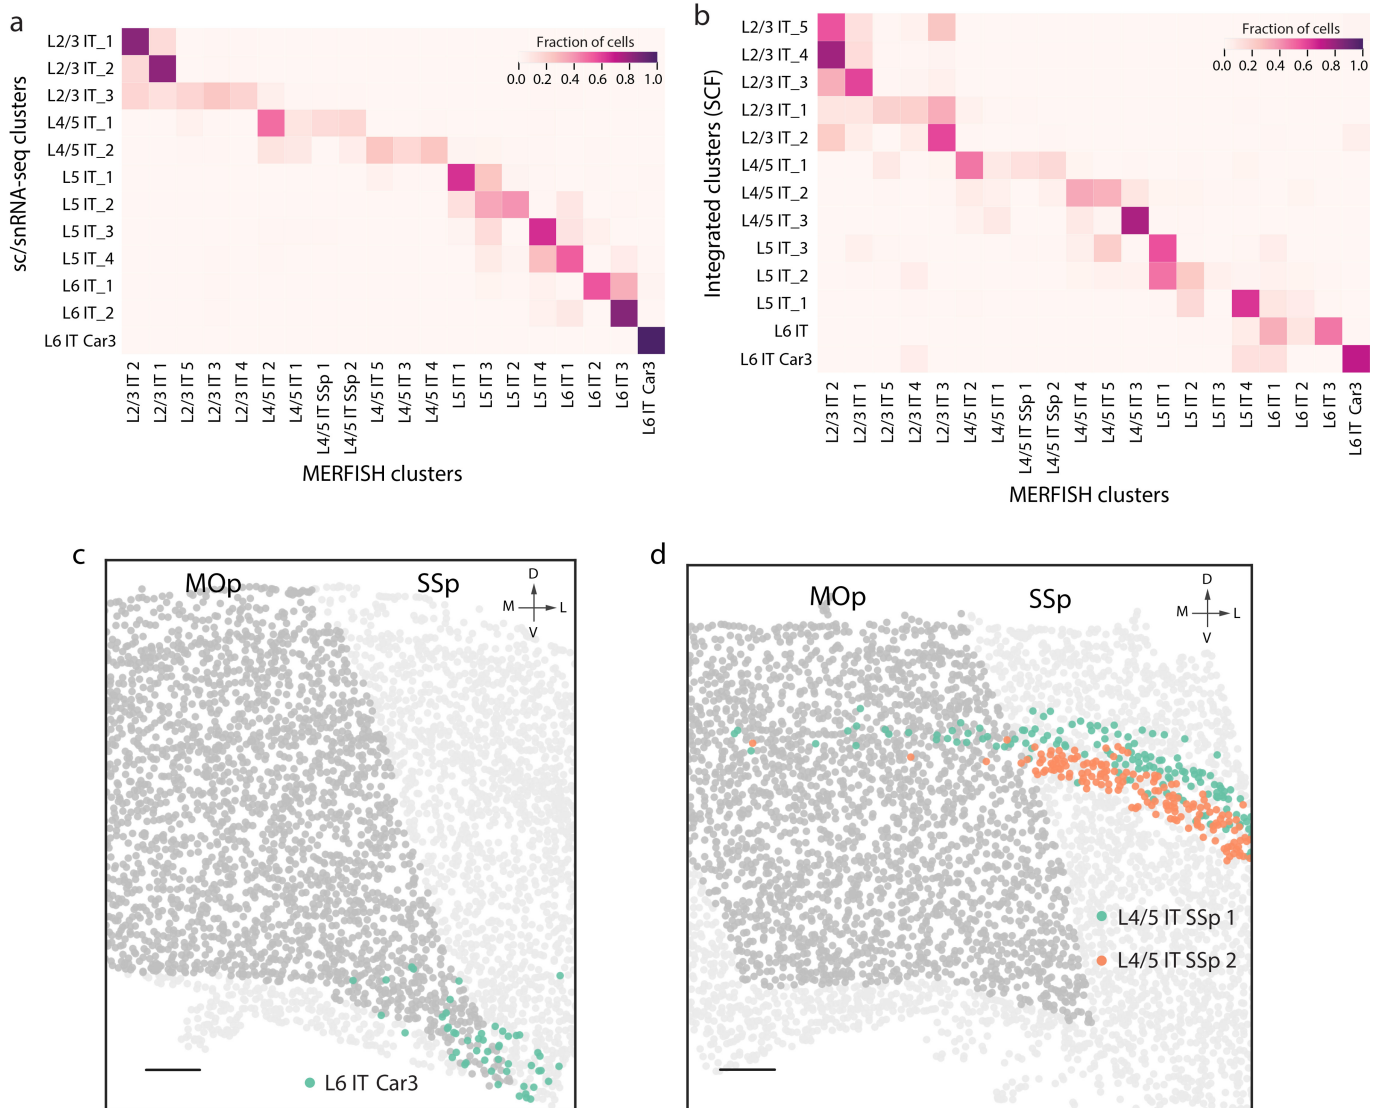 a
sc/snRNA-seq clusters
L2/3 IT_1
L2/3 IT_2
L2/3 IT_3
L4/5 IT_1
L4/5 IT_2
L5 IT_1
L5 IT_2
L5 IT_3
L5 IT_4
L6 IT_1
L6 IT_2
L6 IT Car3
Fraction of cells
0.0 0.2 0.4 0.6 0.8 1.0
L2/3 IT 2
L2/3 IT 1
L2/3 IT 5
L2/3 IT 3
L2/3 IT 4
L4/5 IT 2
L4/5 IT 1
L4/5 IT SSp 1
L4/5 IT SSp 2
L4/5 IT 5
L4/5 IT 3
L4/5 IT 4
L5 IT 1
L5 IT 3
L5 IT 2
L5 IT 4
L6 IT 1
L6 IT 2
L6 IT 3
L6 IT Car3
MERFISH clusters
b
Integrated clusters (SCF)
L2/3 IT_5
L2/3 IT_4
L2/3 IT_3
L2/3 IT_1
L2/3 IT_2
L4/5 IT_1
L4/5 IT_2
L4/5 IT_3
L5 IT_3
L5 IT_2
L5 IT_1
L6 IT
L6 IT Car3
Fraction of cells
0.0 0.2 0.4 0.6 0.8 1.0
L2/3 IT 2
L2/3 IT 1
L2/3 IT 5
L2/3 IT 4
L2/3 IT 3
L4/5 IT 2
L4/5 IT 1
L4/5 IT SSp 1
L4/5 IT SSp 2
L4/5 IT 4
L4/5 IT 5
L4/5 IT 3
L5 IT 1
L5 IT 2
L5 IT 3
L5 IT 4
L6 IT 1
L6 IT 2
L6 IT 3
L6 IT Car3
MERFISH clusters
c
MOp SSp
D
M L
V
L6 IT Car3
d
MOp SSp
D
M L
V
L4/5 IT SSp 1
L4/5 IT SSp 2